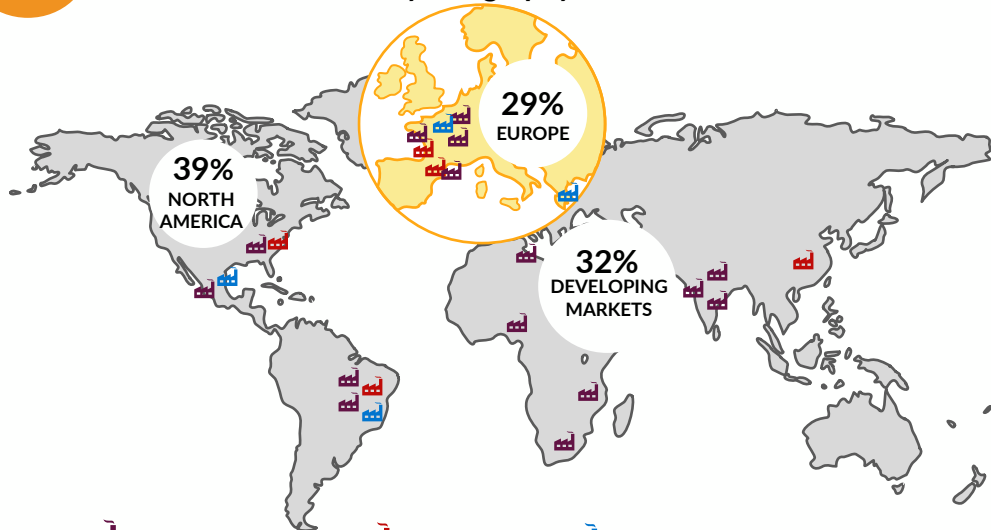 29%
EUROPE
39%
NORTH
AMERICA
32%
DEVELOPING
MARKETS